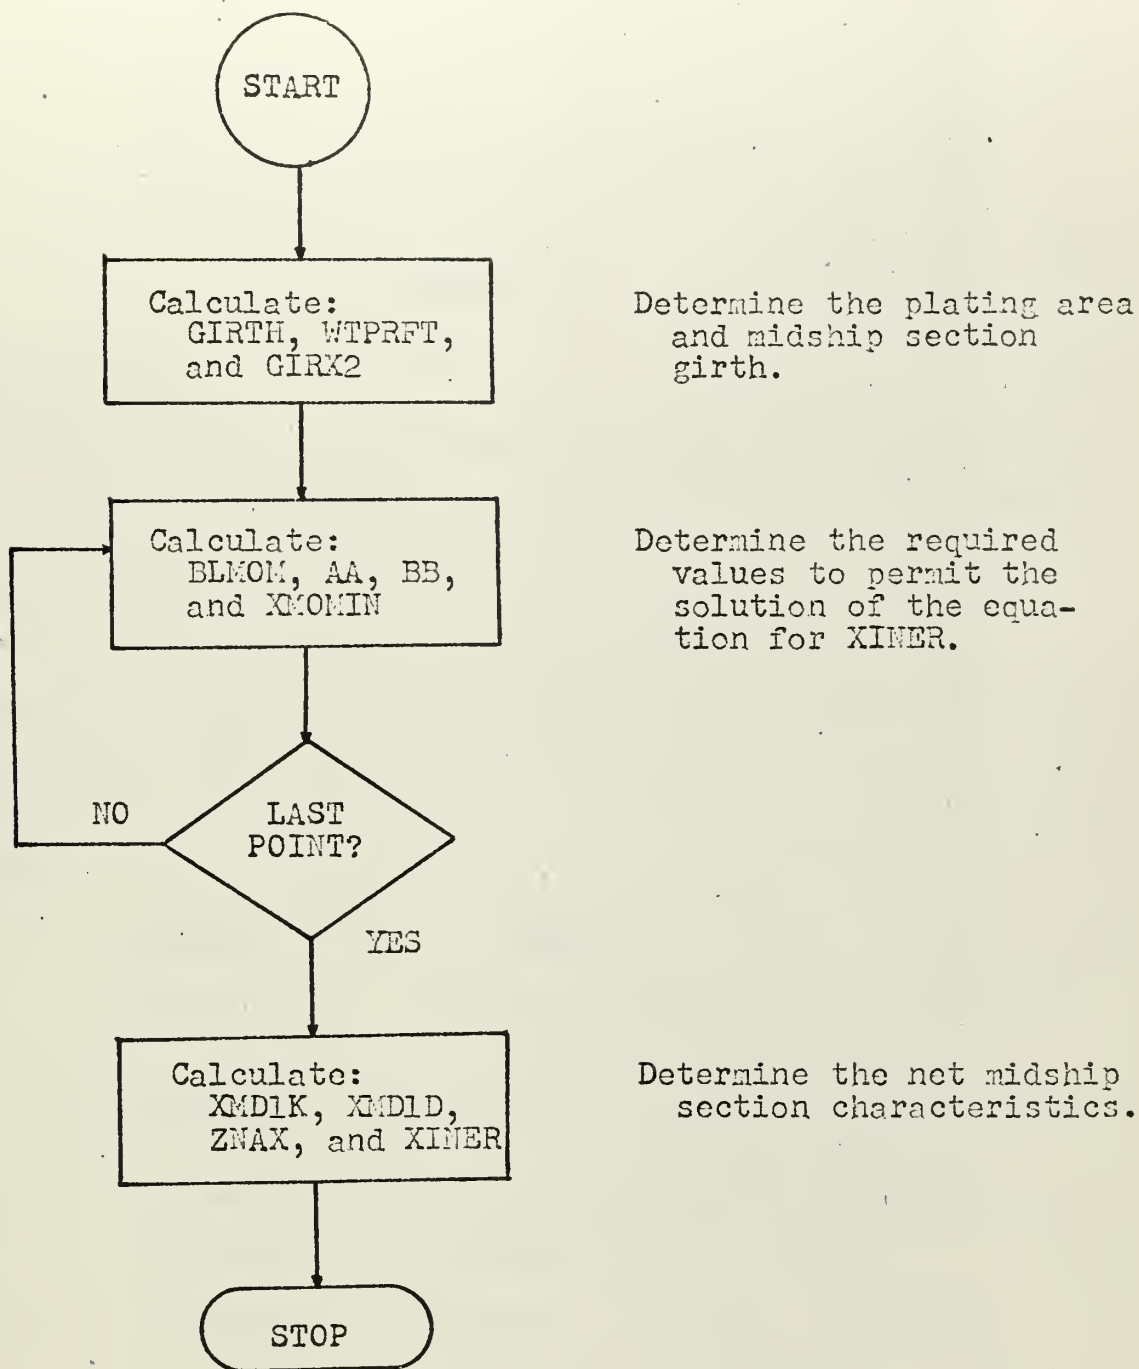 START
Calculate:
GIRTH, WTPRFT,
and GIRX2
Determine the plating area
and midship section
girth.
Calculate:
BLMOM, AA, BB,
and XMOMIN
Determine the required
values to permit the
solution of the equa-
tion for XINER.
NO
LAST
POINT?
YES
Calculate:
XMD1K, XMD1D,
ZNAX, and XINER
Determine the net midship
section characteristics.
STOP